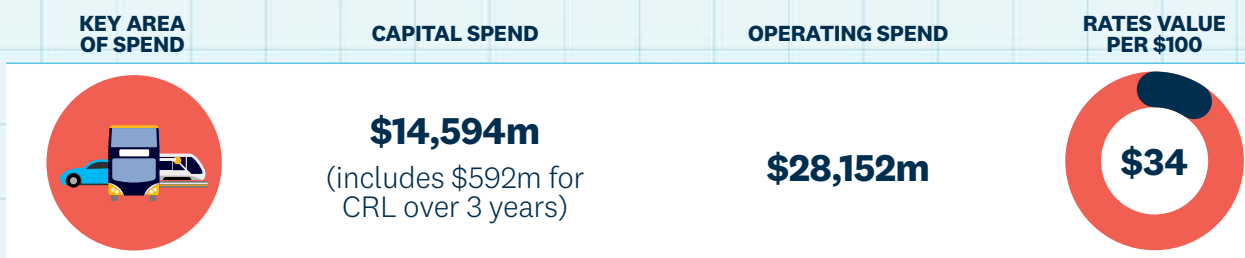 KEY AREA
OF SPEND
CAPITAL SPEND
OPERATING SPEND
RATES VALUE
PER $100
$14,594m
(includes $592m for
CRL over 3 years)
$28,152m
$34